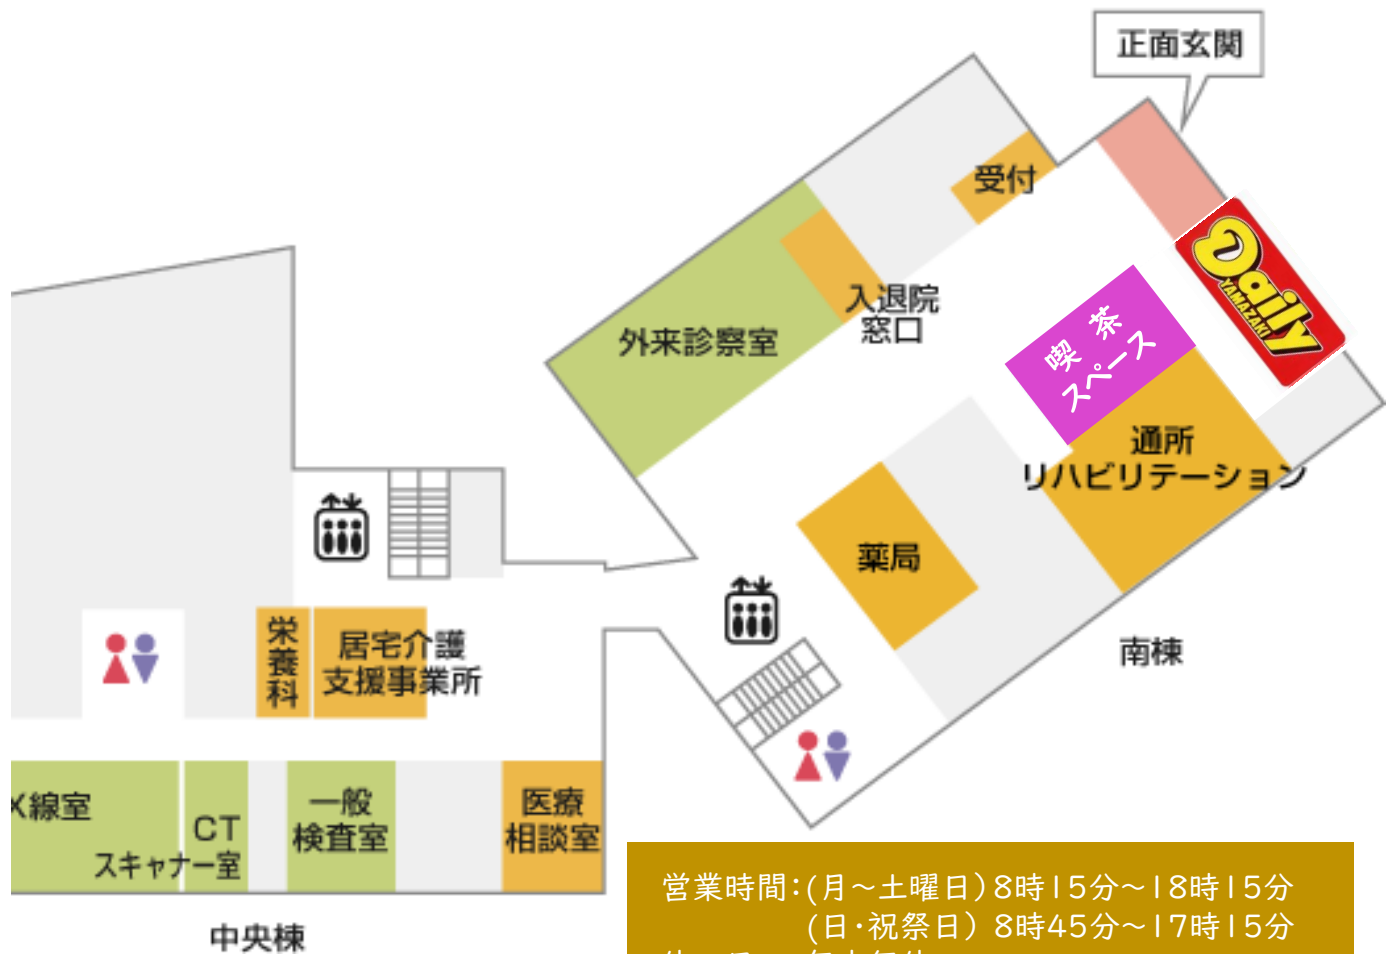 正面玄関
受付
Daily
YAMAZAKI
入退院
窓口
外来診察室
喫茶
スペース
通所
リハビリテーション
薬局
南棟
栄養科
居宅介護
支援事業所
X線室
CT
スキャナー室
一般
検査室
医療
相談室
中央棟
営業時間:(月〜土曜日)8時15分〜18時15分
(日・祝祭日) 8時45分〜17時15分